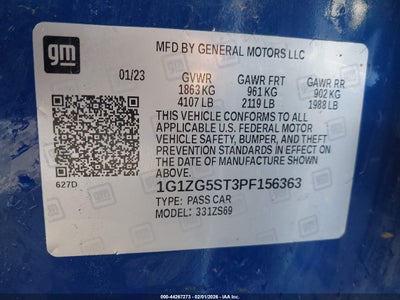 gm
MFD BY GENERAL MOTORS LLC
01/23 GVWR GAWR FRT GAWR RR
1863 KG 961 KG 902 KG
4107 LB 2119 LB 1988 LB
THIS VEHICLE CONFORMS TO ALL
APPLICABLE U.S. FEDERAL MOTOR
VEHICLE SAFETY, BUMPER, AND THEFT
PREVENTION STANDARDS IN EFFECT ON
THE DATE OF MANUFACTURE SHOWN
ABOVE.
627D 1G1ZG5ST3PF156363
TYPE: PASS CAR
MODEL: 331ZS69
000-44267273 - 02/01/2026 - IAAI.COM